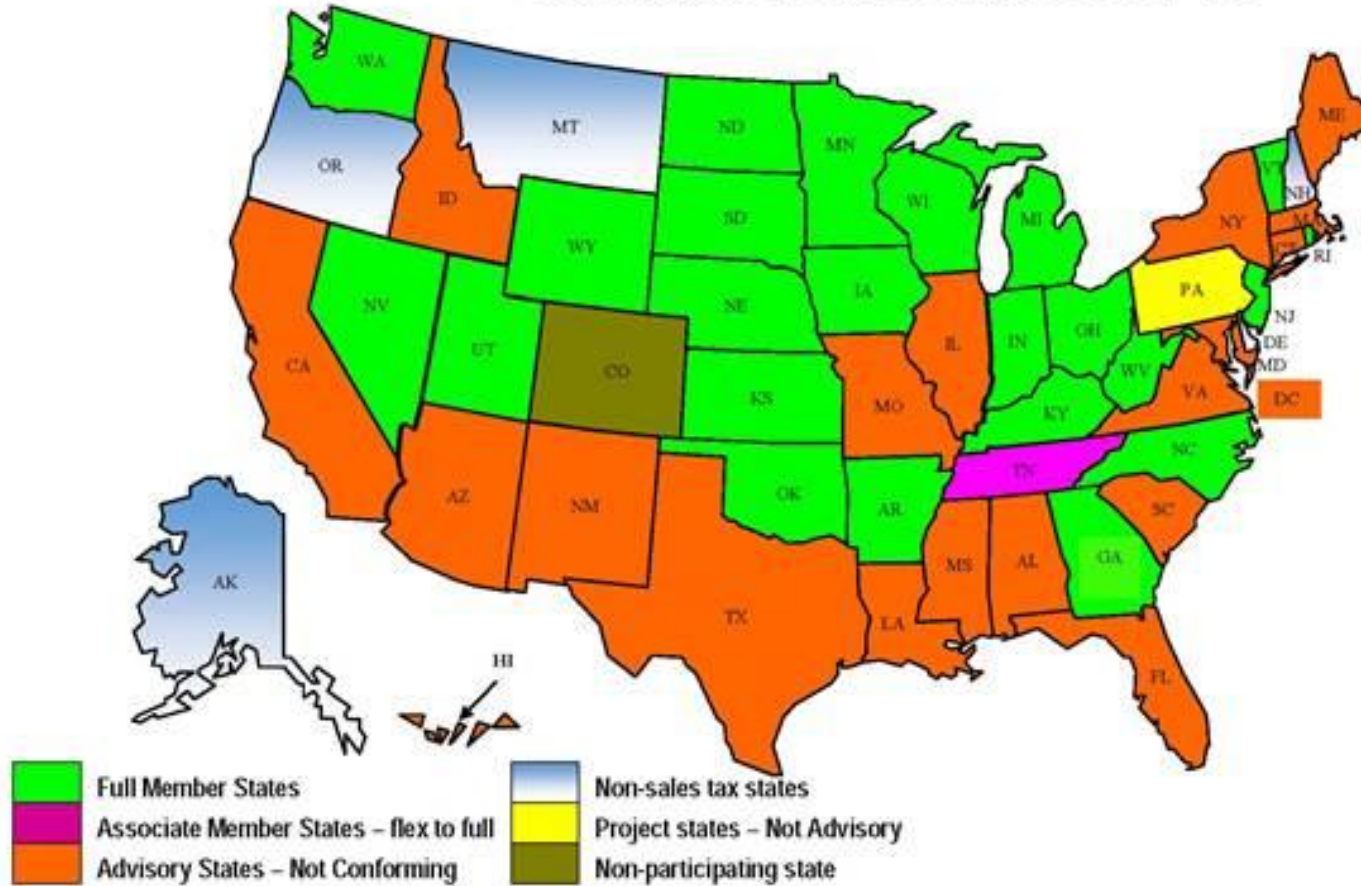 WA
MT
ND
MN
ME
OR
ID
VT
NH
SD
WI
MI
NY
M
WY
CT
RI
IA
PA
NE
NV
NJ
UT
IL
IN
OH
DE
CA
CO
MD
WV
KS
MO
VA
DC
KY
NC
TN
AZ
NM
OK
AR
SC
GA
MS
AL
AK
TX
LA
HI
FL
Full Member States
Associate Member States – flex to full
Advisory States – Not Conforming
Non-sales tax states
Project states – Not Advisory
Non-participating state